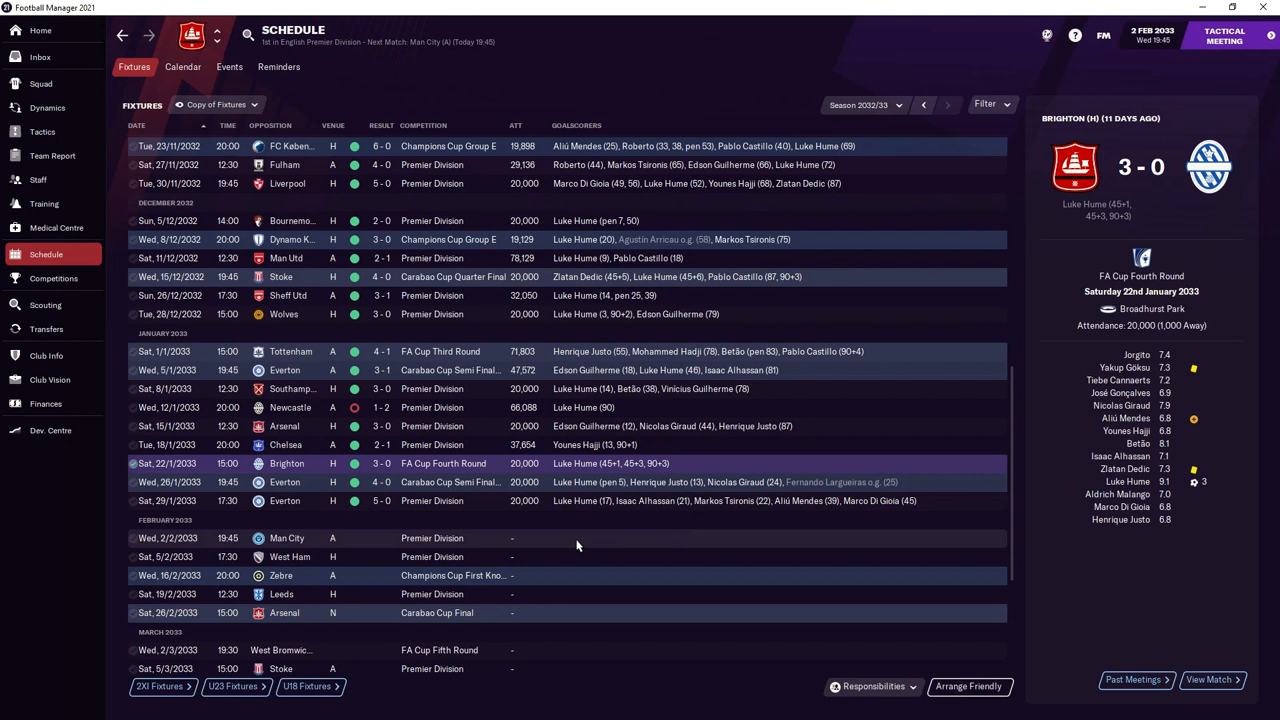 Football Manager 2021
Home
Inbox
Squad
Dynamics
Tactics
Team Report
Staff
Training
Medical Centre
Schedule
Competitions
Scouting
Transfers
Club Info
Club Vision
Finances
Dev. Centre
SCHEDULE
1st in English Premier Division - Next Match: Man City (A) (Today 19:45)
FM
2 FEB 2033
Wed 19:45
TACTICAL
MEETING
Fixtures Calendar Events Reminders
FIXTURES Copy of Fixtures Season 2032/33 Filter
DATE TIME OPPOSITION VENUE RESULT COMPETITION ATT GOALSCORERS
Tue, 23/11/2032 20:00 FC Køben... H 6 - 0 Champions Cup Group E 19,898 Aliú Mendes (25), Roberto (33, 38, pen 53), Pablo Castillo (40), Luke Hume (69)
Sat, 27/11/2032 12:30 Fulham A 4 - 0 Premier Division 29,136 Roberto (44), Markos Tsironis (65), Edson Guilherme (66), Luke Hume (72)
Tue, 30/11/2032 19:45 Liverpool H 5 - 0 Premier Division 20,000 Marco Di Gioia (49, 56), Luke Hume (52), Younes Hajji (68), Zlatan Dedic (87)
DECEMBER 2032
Sun, 5/12/2032 14:00 Bournemo... H 2 - 0 Premier Division 20,000 Luke Hume (pen 7, 50)
Wed, 8/12/2032 20:00 Dynamo K... H 3 - 0 Champions Cup Group E 19,129 Luke Hume (20), Agustín Arricau o.g. (58), Markos Tsironis (75)
Sat, 11/12/2032 12:30 Man Utd A 2 - 1 Premier Division 78,129 Luke Hume (9), Pablo Castillo (18)
Wed, 15/12/2032 19:45 Stoke H 4 - 0 Carabao Cup Quarter Final 20,000 Zlatan Dedic (45+5), Luke Hume (45+6), Pablo Castillo (87, 90+3)
Sun, 26/12/2032 17:30 Sheff Utd A 3 - 1 Premier Division 32,050 Luke Hume (14, pen 25, 39)
Tue, 28/12/2032 15:00 Wolves H 3 - 0 Premier Division 20,000 Luke Hume (3, 90+2), Edson Guilherme (79)
JANUARY 2033
Sat, 1/1/2033 15:00 Tottenham A 4 - 1 FA Cup Third Round 71,803 Henrique Justo (55), Mohammed Hadji (78), Betão (pen 83), Pablo Castillo (90+4)
Wed, 5/1/2033 19:45 Everton A 3 - 1 Carabao Cup Semi Final... 47,572 Edson Guilherme (18), Luke Hume (46), Isaac Alhassan (81)
Sat, 8/1/2033 12:30 Southamp... H 3 - 0 Premier Division 20,000 Luke Hume (14), Betão (38), Vinícius Guilherme (78)
Wed, 12/1/2033 20:00 Newcastle A 1 - 2 Premier Division 66,088 Luke Hume (90)
Sat, 15/1/2033 12:30 Arsenal H 3 - 0 Premier Division 20,000 Edson Guilherme (12), Nicolas Giraud (44), Henrique Justo (87)
Tue, 18/1/2033 20:00 Chelsea A 2 - 1 Premier Division 37,654 Younes Hajji (13, 90+1)
Sat, 22/1/2033 15:00 Brighton H 3 - 0 FA Cup Fourth Round 20,000 Luke Hume (45+1, 45+3, 90+3)
Wed, 26/1/2033 19:45 Everton H 4 - 0 Carabao Cup Semi Final... 20,000 Luke Hume (pen 5), Henrique Justo (13), Nicolas Giraud (24), Fernando Largueiras o.g. (25)
Sat, 29/1/2033 17:30 Everton H 5 - 0 Premier Division 20,000 Luke Hume (17), Isaac Alhassan (21), Markos Tsironis (22), Aliú Mendes (39), Marco Di Gioia (45)
FEBRUARY 2033
Wed, 2/2/2033 19:45 Man City A Premier Division -
Sat, 5/2/2033 17:30 West Ham H Premier Division -
Wed, 16/2/2033 20:00 Zebre A Champions Cup First Kno... -
Sat, 19/2/2033 12:30 Leeds H Premier Division -
Sat, 26/2/2033 15:00 Arsenal N Carabao Cup Final -
MARCH 2033
Wed, 2/3/2033 19:30 West Bromwic... FA Cup Fifth Round -
Sat, 5/3/2033 15:00 Stoke A Premier Division -
2XI Fixtures U23 Fixtures U18 Fixtures Responsibilities Arrange Friendly
BRIGHTON (H) (11 DAYS AGO)
3 - 0
Luke Hume (45+1,
45+3, 90+3)
FA Cup Fourth Round
Saturday 22nd January 2033
Broadhurst Park
Attendance: 20,000 (1,000 Away)
Jorgito 7.4
Yakup Göksu 7.3
Tiebe Cannaerts 7.2
José Gonçalves 6.9
Nicolas Giraud 7.9
Aliú Mendes 6.8
Younes Hajji 6.8
Betão 8.1
Isaac Alhassan 7.1
Zlatan Dedic 7.3
Luke Hume 9.1 3
Aldrich Malango 7.0
Marco Di Gioia 6.8
Henrique Justo 6.8
Past Meetings View Match